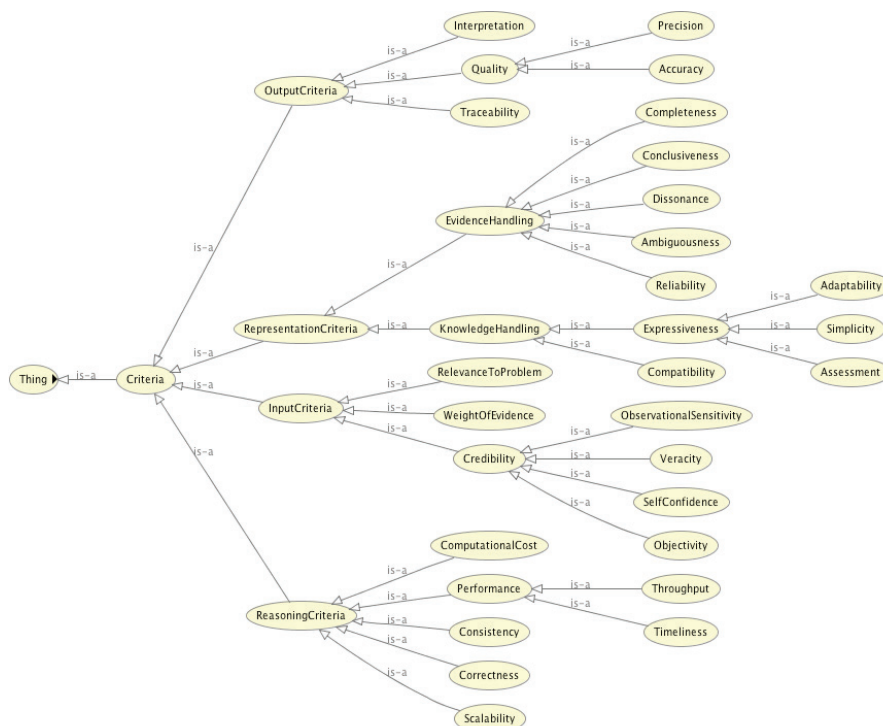 Interpretation
Precision
is-a
is-a
Quality
is-a
is-a
Accuracy
OutputCriteria
is-a
Traceability
Completeness
is-a
Conclusiveness
is-a
Dissonance
is-a
EvidenceHandling
is-a
Ambiguousness
is-a
is-a
Reliability
is-a
Adaptability
is-a
RepresentationCriteria
is-a
KnowledgeHandling
is-a
Expressiveness
is-a
Simplicity
is-a
is-a
is-a
RelevanceToProblem
Compatibility
Assessment
Thing
is-a
Criteria
is-a
is-a
InputCriteria
is-a
WeightOfEvidence
ObservationalSensitivity
is-a
is-a
Credibility
is-a
Veracity
is-a
is-a
SelfConfidence
is-a
ComputationalCost
Objectivity
is-a
is-a
Performance
is-a
Throughput
ReasoningCriteria
is-a
is-a
Consistency
Timeliness
is-a
Correctness
is-a
Scalability